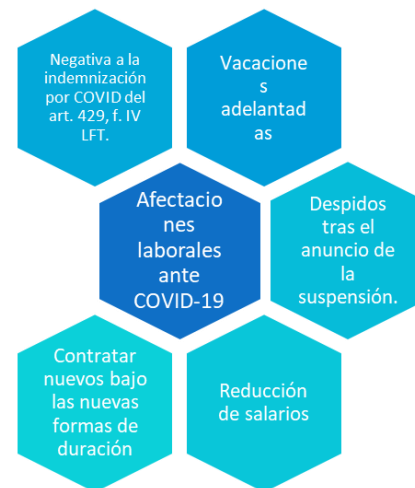 Negativa a la
indemnización
por COVID del
art. 429, f. IV
LFT.
Vacacione
s
adelantad
as
Afectacio
nes
laborales
ante
COVID-19
Despidos
tras el
anuncio de
la
suspensión.
Contratar
nuevos bajo
las nuevas
formas de
duración
Reducción
de salarios